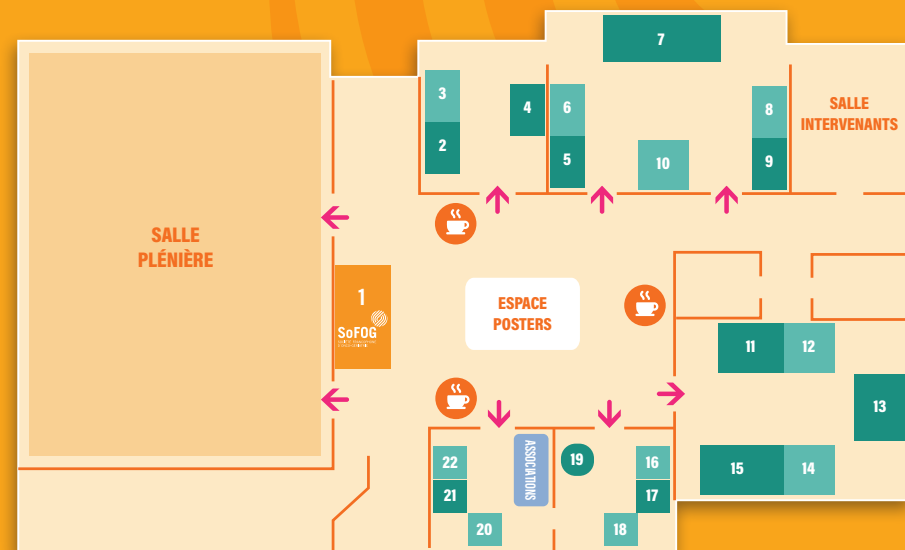 7
3
4
6
8
SALLE
INTERVENANTS
2
5
10
9
SALLE
PLÉNIÈRE
1
SoFOG
ESPACE
POSTERS
11
12
13
22
ASSOCIATIONS
19
16
15
14
21
17
20
18